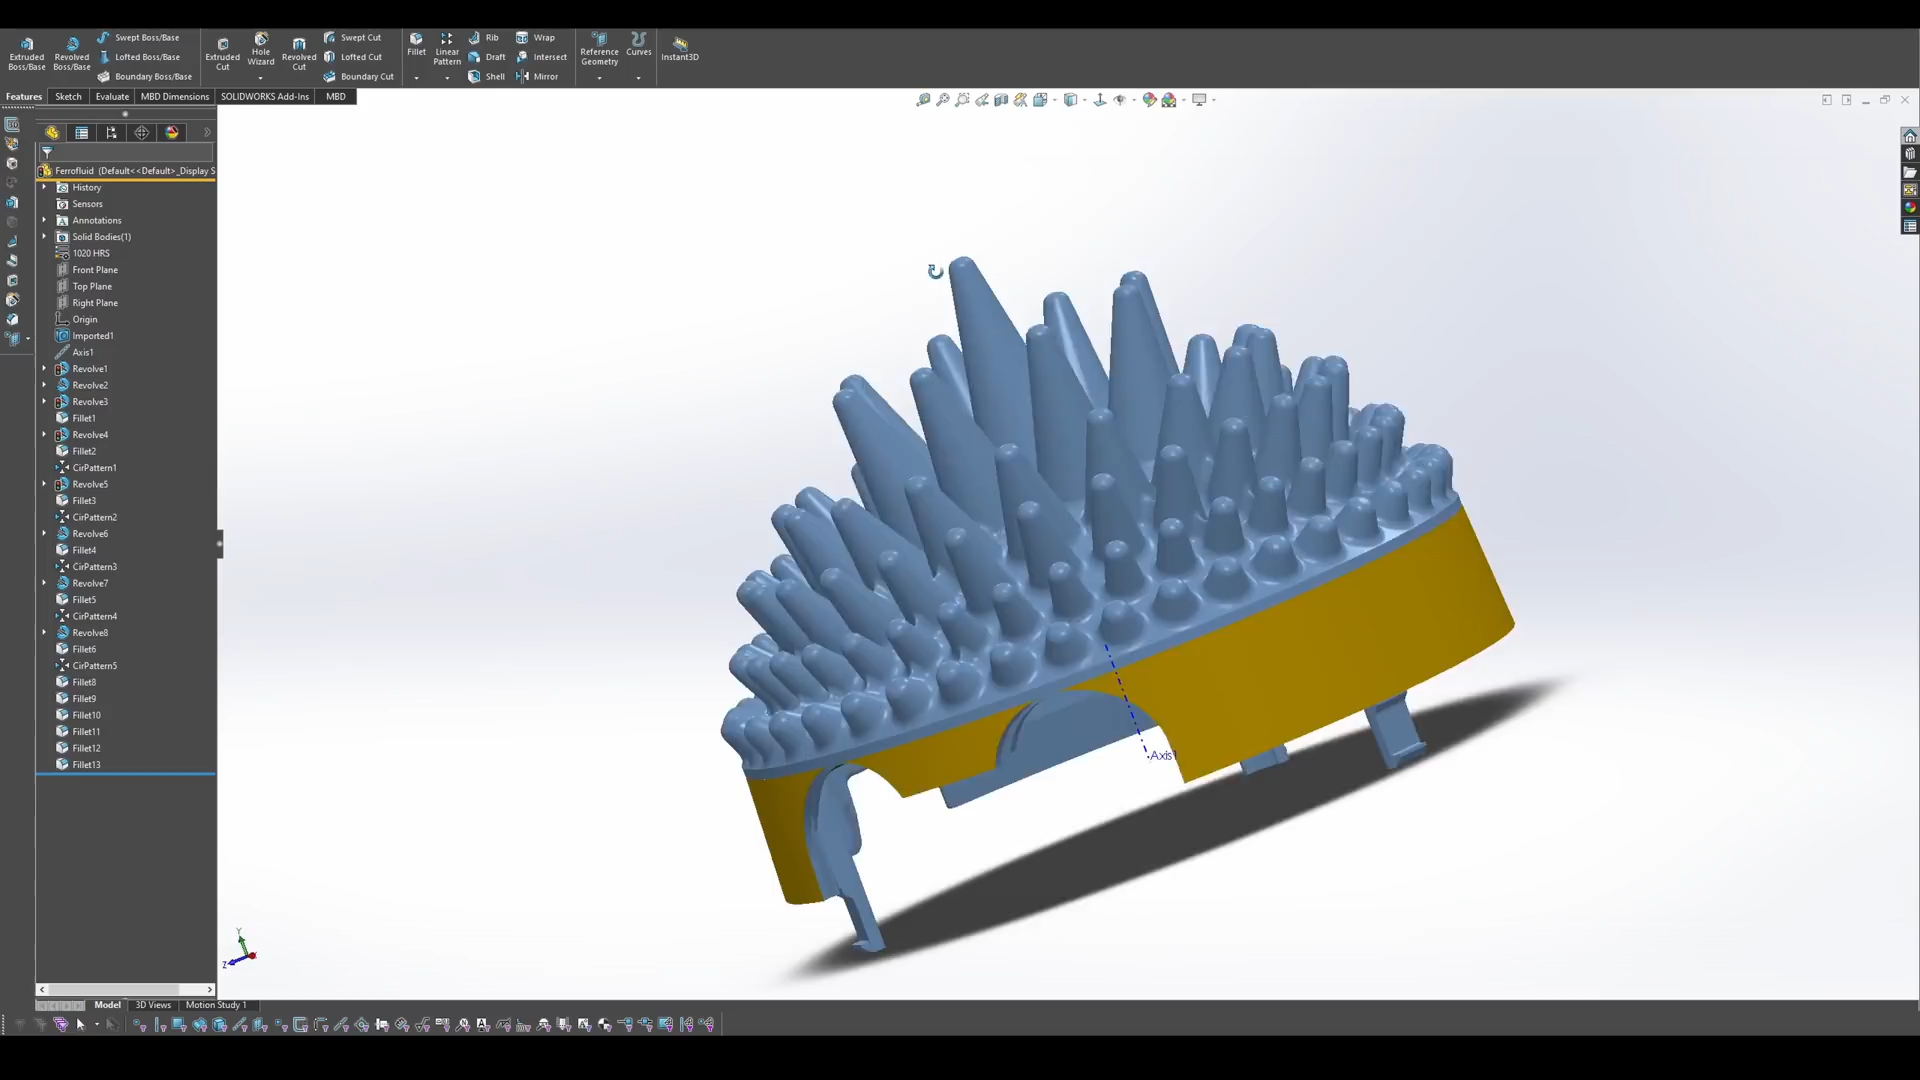 Extruded Boss/Base
Revolved Boss/Base
Swept Boss/Base
Lofted Boss/Base
Boundary Boss/Base
Extruded Cut
Hole Wizard
Revolved Cut
Swept Cut
Lofted Cut
Boundary Cut
Fillet
Linear Pattern
Rib
Draft
Shell
Wrap
Intersect
Mirror
Reference Geometry
Curves
Instant3D
Features
Sketch
Evaluate
MBD Dimensions
SOLIDWORKS Add-Ins
MBD
Ferrofluid (Default<<Default>_Display S
History
Sensors
Annotations
Solid Bodies(1)
1020 HRS
Front Plane
Top Plane
Right Plane
Origin
Imported1
Axis1
Revolve1
Revolve2
Revolve3
Fillet1
Revolve4
Fillet2
CirPattern1
Revolve5
Fillet3
CirPattern2
Revolve6
Fillet4
CirPattern3
Revolve7
Fillet5
CirPattern4
Revolve8
Fillet6
CirPattern5
Fillet8
Fillet9
Fillet10
Fillet11
Fillet12
Fillet13
Axis1
Y
Z
Model
3D Views
Motion Study 1